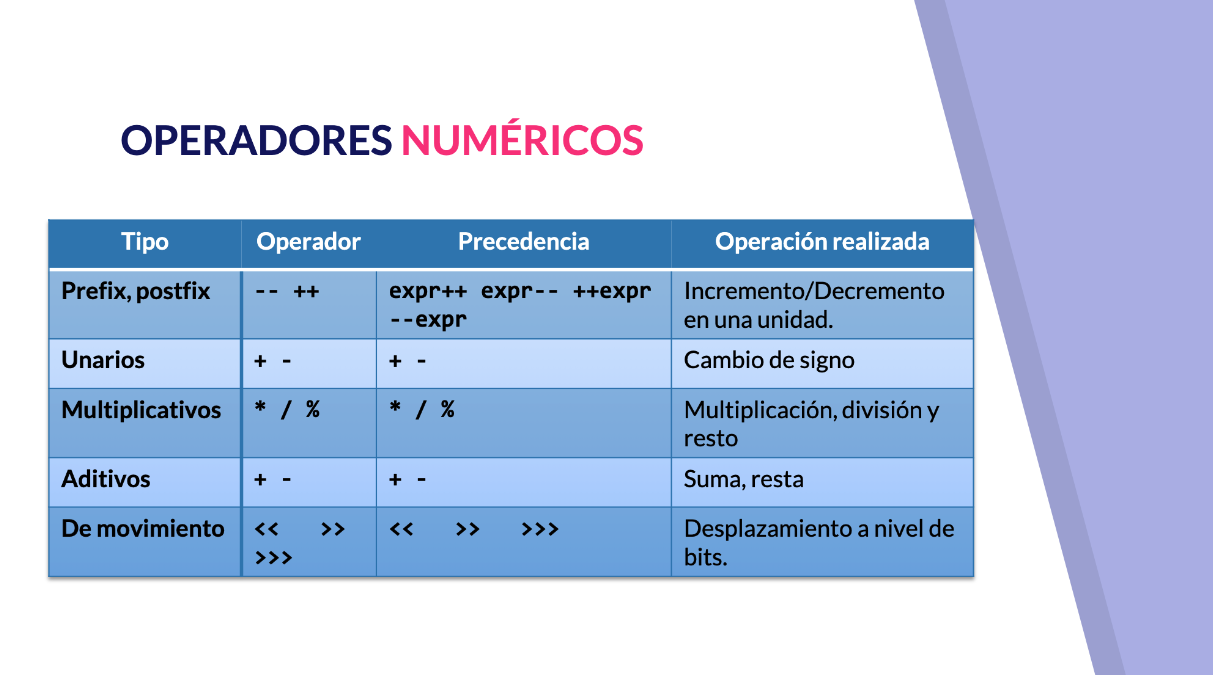 OPERADORES NUMÉRICOS
Tipo Operador Precedencia Operación realizada
Prefix, postfix -- ++ expr++ expr-- ++expr --expr Incremento/Decremento en una unidad.
Unarios + - + - Cambio de signo
Multiplicativos * / % * / % Multiplicación, división y resto
Aditivos + - + - Suma, resta
De movimiento << >> >>> << >> >>> Desplazamiento a nivel de bits.